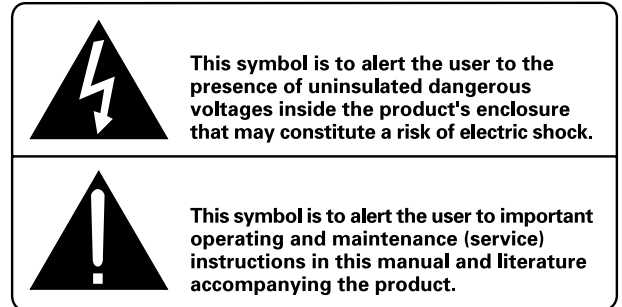 This symbol is to alert the user to the
presence of uninsulated dangerous
voltages inside the product's enclosure
that may constitute a risk of electric shock.
This symbol is to alert the user to important
operating and maintenance (service)
instructions in this manual and literature
accompanying the product.